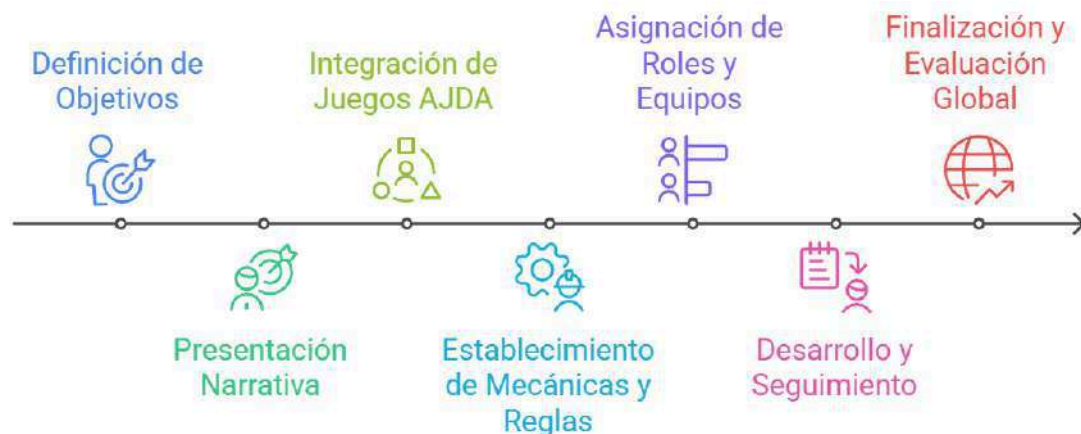 Definición de
Objetivos
Presentación
Narrativa
Integración de
Juegos AJDA
Establecimiento
de Mecánicas y
Reglas
Asignación de
Roles y
Equipos
Desarrollo y
Seguimiento
Finalización y
Evaluación
Global